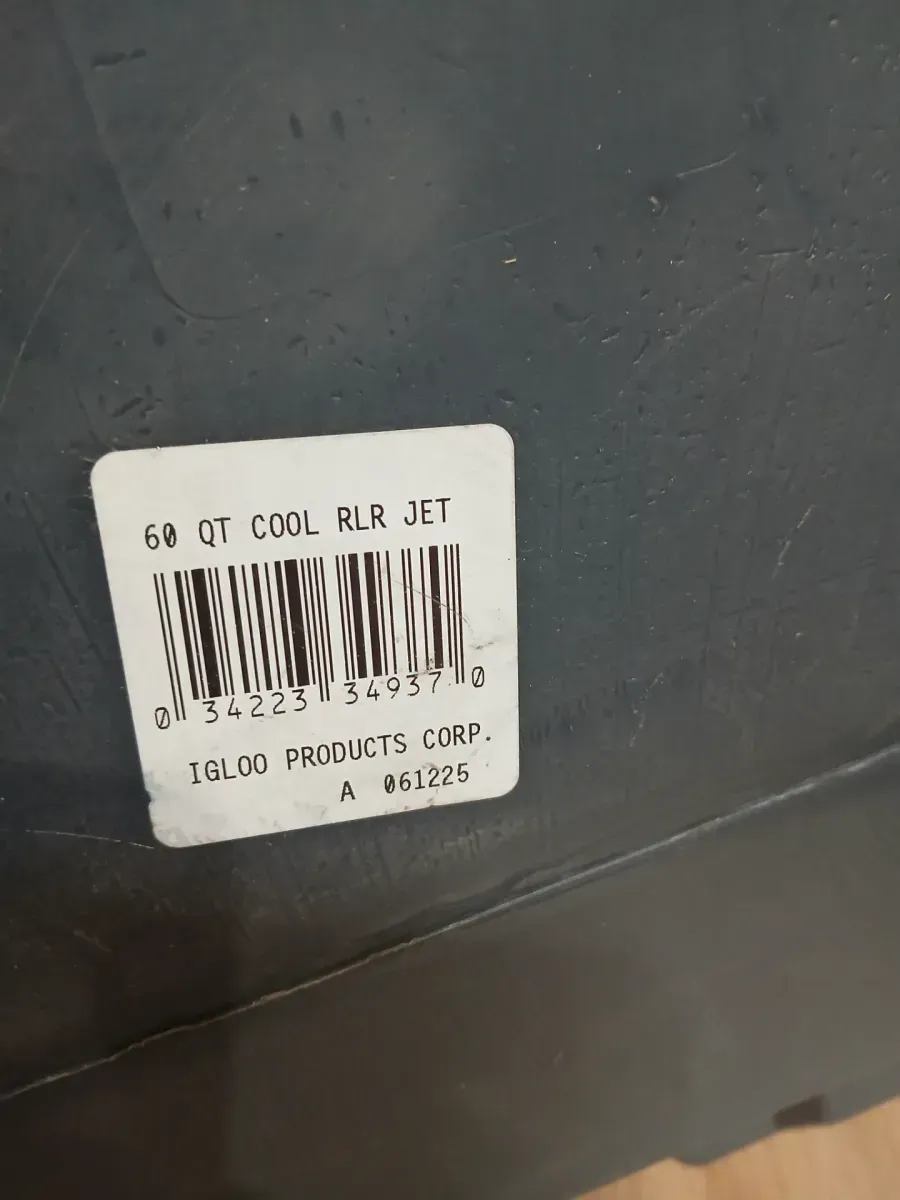 60 QT COOL RLR JET
0 34223 34937 0
IGLOO PRODUCTS CORP.
A 061225